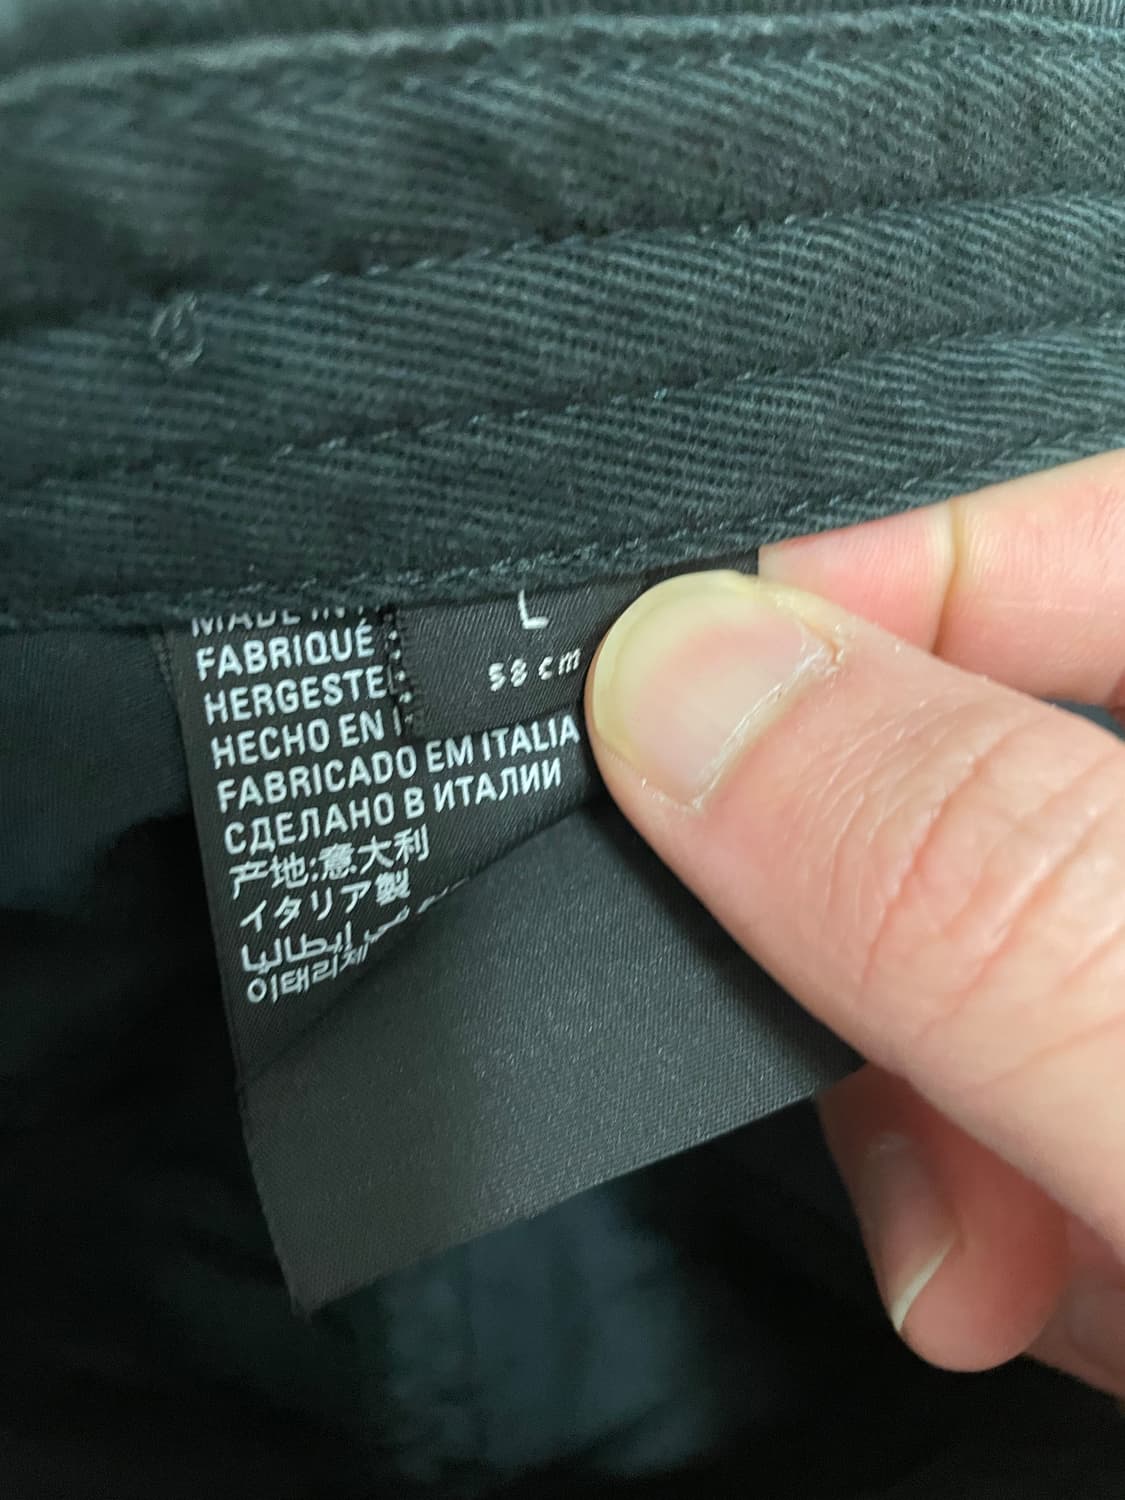 L
58 cm
MADE IN
FABRIQUÉ
HERGESTE
HECHO EN I
FABRICADO EM ITALIA
СДЕЛАНО В ИТАЛИИ
产地:意大利
イタリア製
في إيطاليا
이태리제